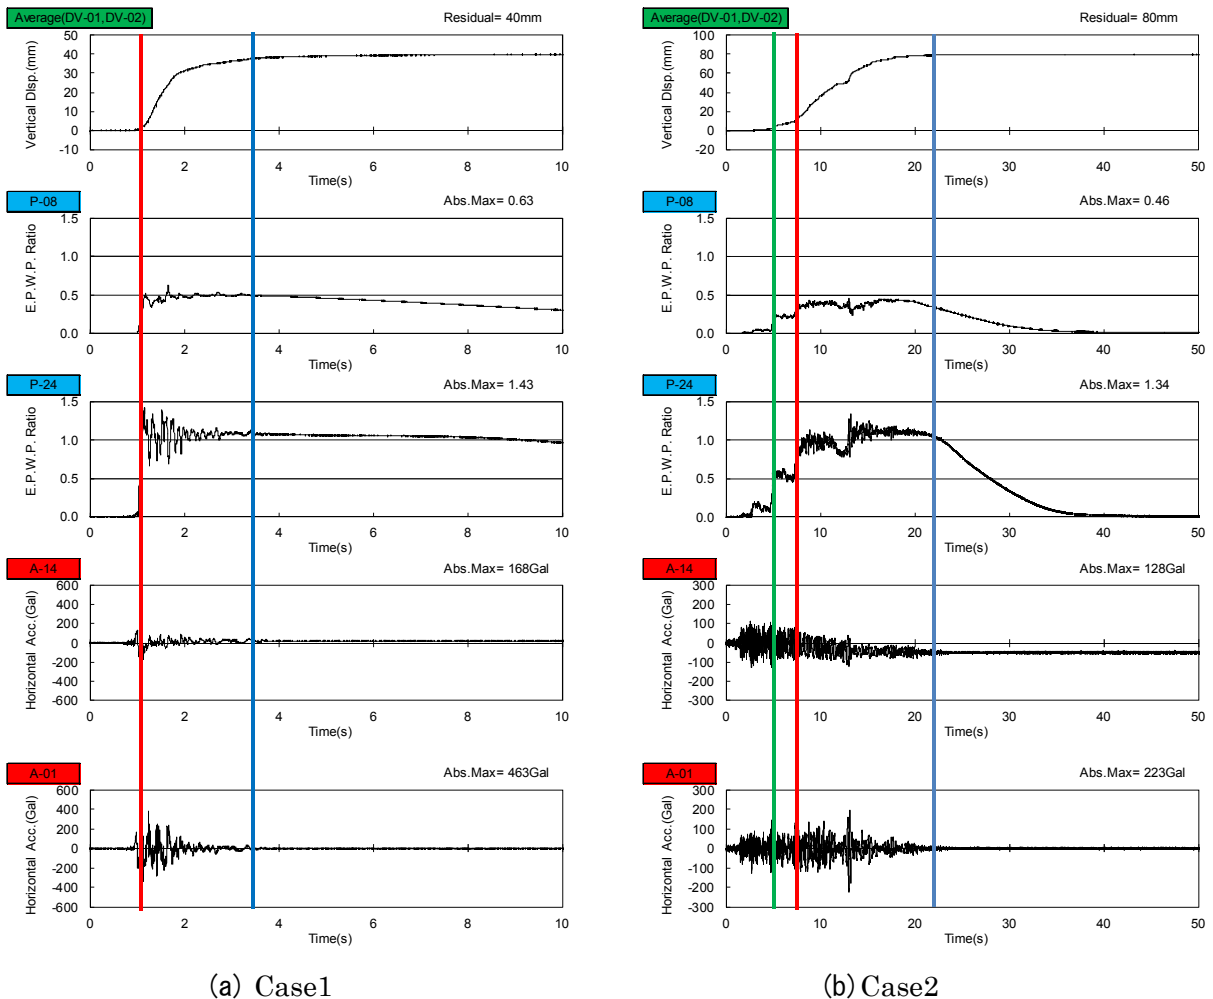 Average(DV-01,DV-02)
Residual= 40mm
Vertical DIsp.(mm)
50
40
30
20
10
0
-10
0 2 4 6 8 10
Time(s)
P-08
Abs.Max= 0.63
E.P.W.P. Ratio
1.5
1.0
0.5
0.0
0 2 4 6 8 10
Time(s)
P-24
Abs.Max= 1.43
E.P.W.P. Ratio
1.5
1.0
0.5
0.0
0 2 4 6 8 10
Time(s)
A-14
Abs.Max= 168Gal
Horizontal Acc.(Gal)
600
400
200
0
-200
-400
-600
0 2 4 6 8 10
Time(s)
A-01
Abs.Max= 463Gal
Horizontal Acc.(Gal)
600
400
200
0
-200
-400
-600
0 2 4 6 8 10
Time(s)
(a) Case1
Average(DV-01,DV-02)
Residual= 80mm
Vertical DIsp.(mm)
100
80
60
40
20
0
-20
0 10 20 30 40 50
Time(s)
P-08
Abs.Max= 0.46
E.P.W.P. Ratio
1.5
1.0
0.5
0.0
0 10 20 30 40 50
Time(s)
P-24
Abs.Max= 1.34
E.P.W.P. Ratio
1.5
1.0
0.5
0.0
0 10 20 30 40 50
Time(s)
A-14
Abs.Max= 128Gal
Horizontal Acc.(Gal)
300
200
100
0
-100
-200
-300
0 10 20 30 40 50
Time(s)
A-01
Abs.Max= 223Gal
Horizontal Acc.(Gal)
300
200
100
0
-100
-200
-300
0 10 20 30 40 50
Time(s)
(b) Case2